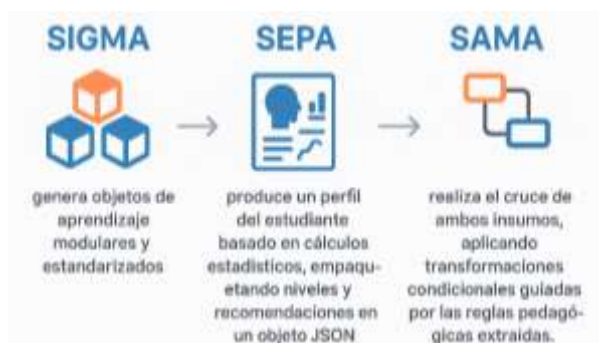 SIGMA
genera objetos de
aprendizaje
modulares y
estandarizados
SEPA
produce un perfil
del estudiante
basado en cálculos
estadísticos, empaqu-
etando niveles y
recomendaciones en
un objeto JSON
SAMA
realiza el cruce de
ambos insumos,
aplicando
transformaciones
condicionales guiadas
por las reglas pedagó-
gicas extraidas.